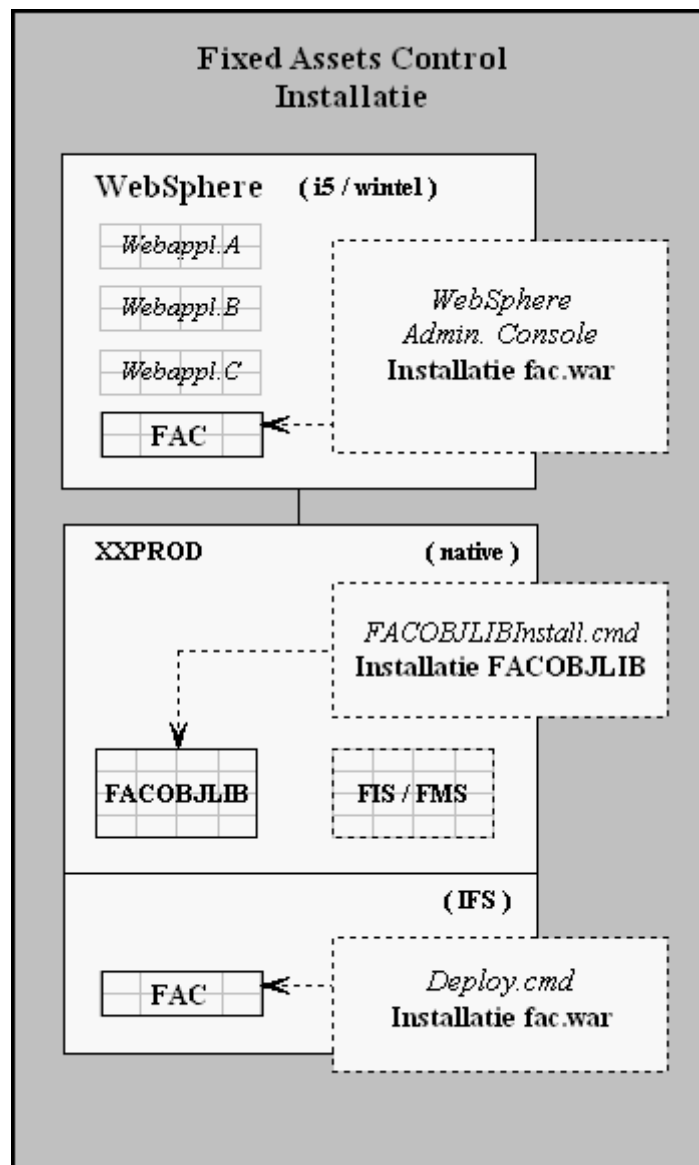 Fixed Assets Control
Installatie
WebSphere ( i5 / wintel )
Webappl.A
Webappl.B
Webappl.C
FAC
WebSphere
Admin. Console
Installatie fac.war
XXPROD ( native )
FACOBJLIBInstall.cmd
Installatie FACOBJLIB
FACOBJLIB
FIS / FMS
( IFS )
FAC
Deploy.cmd
Installatie fac.war